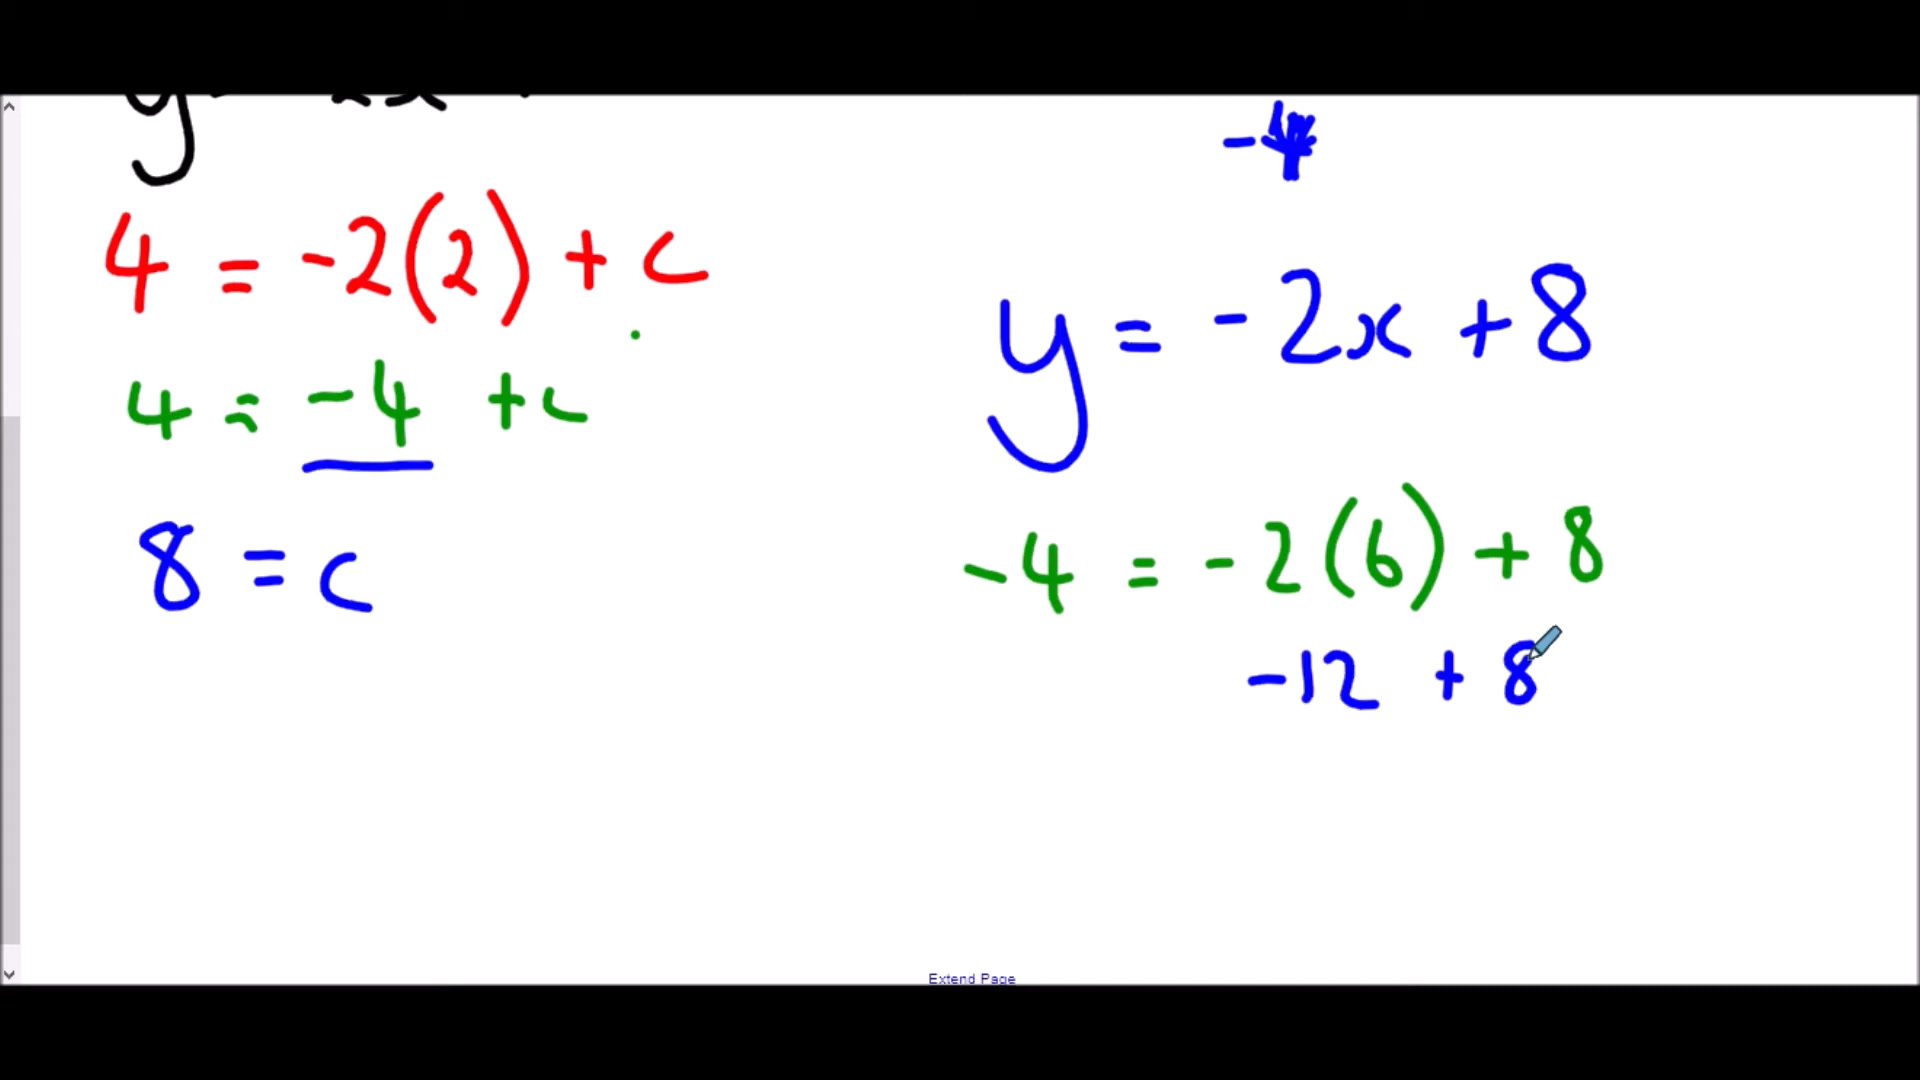 4 = -2(2) + c
4 = -4 + c
8 = c
-4
y = -2x + 8
-4 = -2(6) + 8
-12 + 8
Extend Page